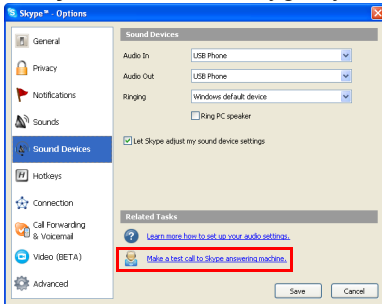 Skype™ - Options
General
Privacy
Notifications
Sounds
Sound Devices
Hotkeys
Connection
Call Forwarding
& Voicemail
Video (BETA)
Advanced
Sound Devices
Audio In
USB Phone
Audio Out
USB Phone
Ringing
Windows default device
Ring PC speaker
Let Skype adjust my sound device settings
Related Tasks
Learn more how to set up your audio settings.
Make a test call to Skype answering machine.
Save
Cancel